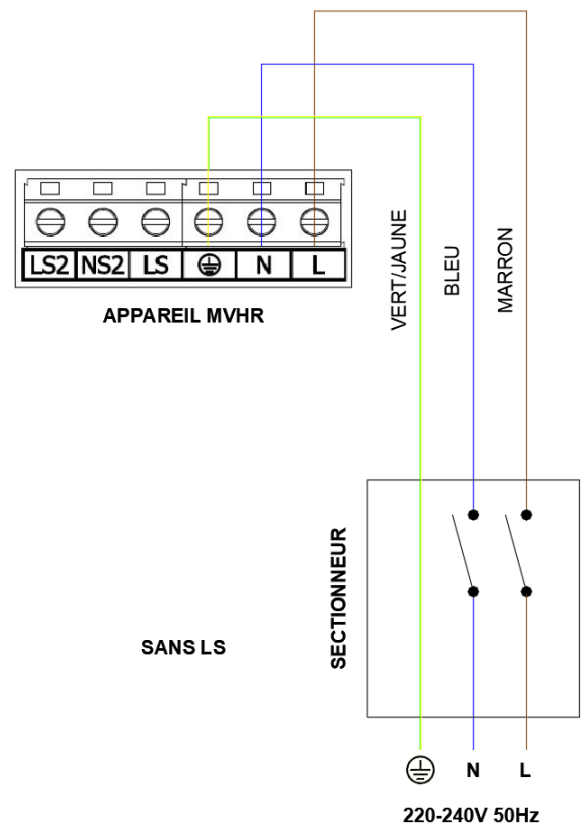 LS2 NS2 LS N L
APPAREIL MVHR
VERT/JAUNE
BLEU
MARRON
SECTIONNEUR
SANS LS
N L
220-240V 50Hz